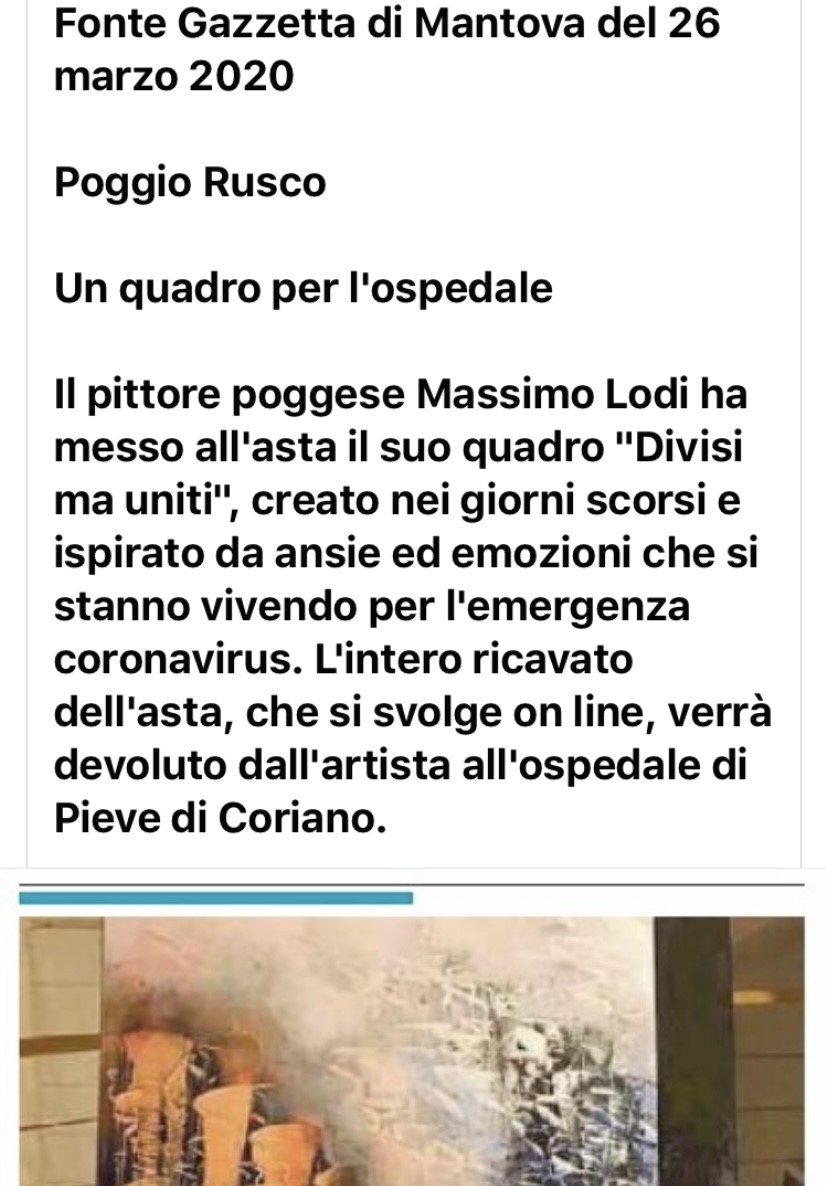 Fonte Gazzetta di Mantova del 26
marzo 2020
Poggio Rusco
Un quadro per l'ospedale
Il pittore poggese Massimo Lodi ha
messo all'asta il suo quadro "Divisi
ma uniti", creato nei giorni scorsi e
ispirato da ansie ed emozioni che si
stanno vivendo per l'emergenza
coronavirus. L'intero ricavato
dell'asta, che si svolge on line, verrà
devoluto dall'artista all'ospedale di
Pieve di Coriano.